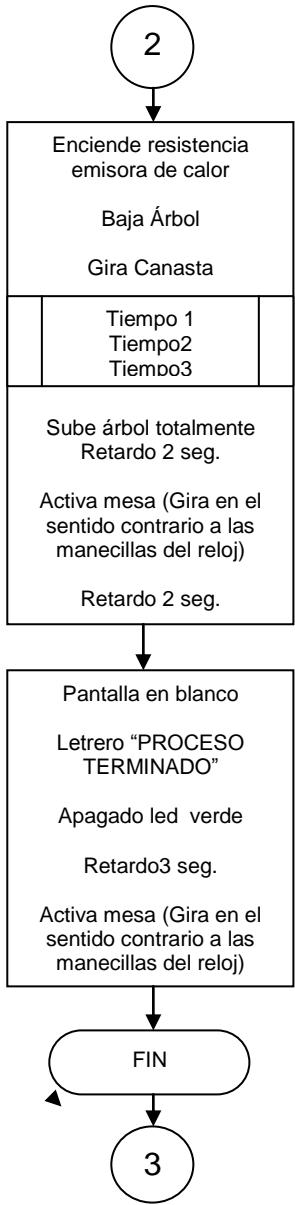 2
Enciende resistencia
emisora de calor
Baja Árbol
Gira Canasta
Tiempo 1
Tiempo2
Tiempo3
Sube árbol totalmente
Retardo 2 seg.
Activa mesa (Gira en el
sentido contrario a las
manecillas del reloj)
Retardo 2 seg.
Pantalla en blanco
Letrero “PROCESO
TERMINADO”
Apagado led verde
Retardo3 seg.
Activa mesa (Gira en el
sentido contrario a las
manecillas del reloj)
FIN
3